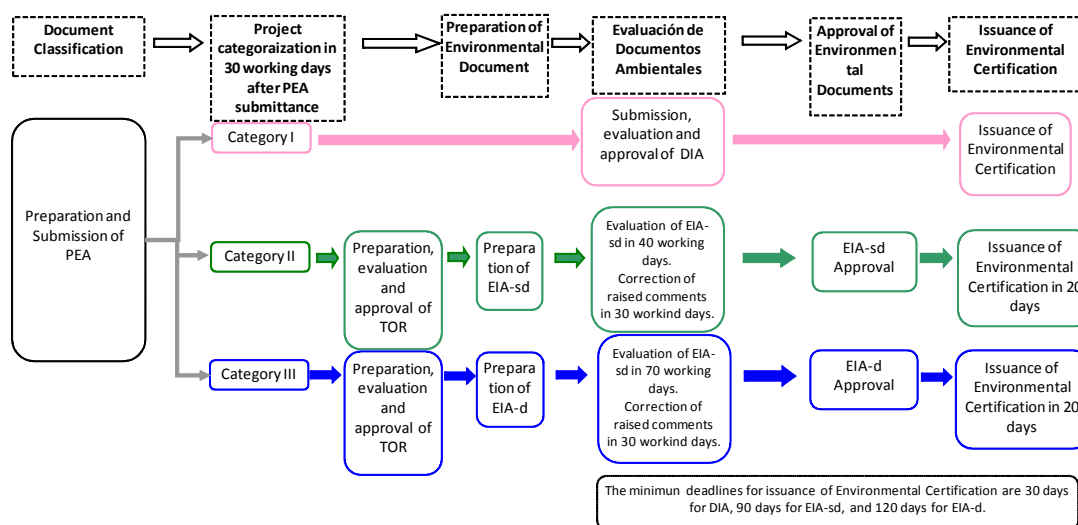 Document
Classification
Project
categoraization in
30 working days
after PEA
submittance
Preparation of
Environmental
Document
Evaluación de
Documentos
Ambientales
Approval of
Environmen
tal
Documents
Issuance of
Environmental
Certification
Preparation and
Submission of
PEA
Category I
Submission,
evaluation and
approval of DIA
Issuance of
Environmental
Certification
Category II
Preparation,
evaluation
and
approval of
TOR
Prepara
tion of
EIA-sd
Evaluation of EIA-
sd in 40 working
days.
Correction of
raised comments
in 30 workind days.
EIA-sd
Approval
Issuance of
Environmental
Certification in 20
days
Category III
Preparation,
evaluation
and
approval of
TOR
Prepara
tion of
EIA-d
Evaluation of EIA-
sd in 70 working
days.
Correction of
raised comments
in 30 workind days.
EIA-d
Approval
Issuance of
Environmental
Certification in 20
days
The minimun deadlines for issuance of Environmental Certification are 30 days
for DIA, 90 days for EIA-sd, and 120 days for EIA-d.